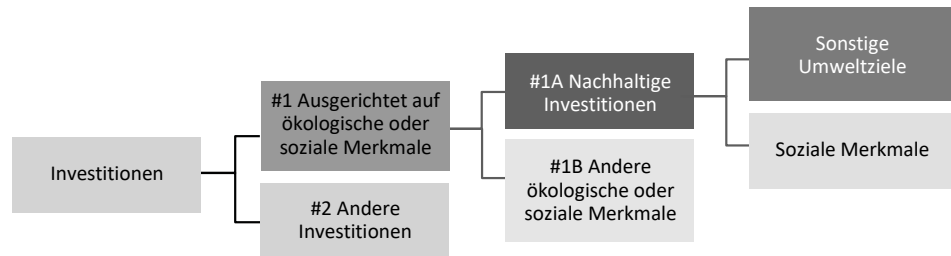 Investitionen
#1 Ausgerichtet auf
ökologische oder
soziale Merkmale
#2 Andere
Investitionen
#1A Nachhaltige
Investitionen
#1B Andere
ökologische oder
soziale Merkmale
Sonstige
Umweltziele
Soziale Merkmale